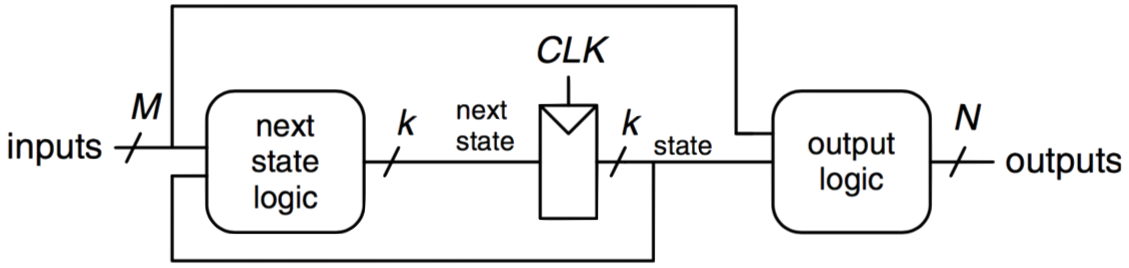 CLK
M
inputs
next
state
logic
k
next
state
k
state
output
logic
N
outputs